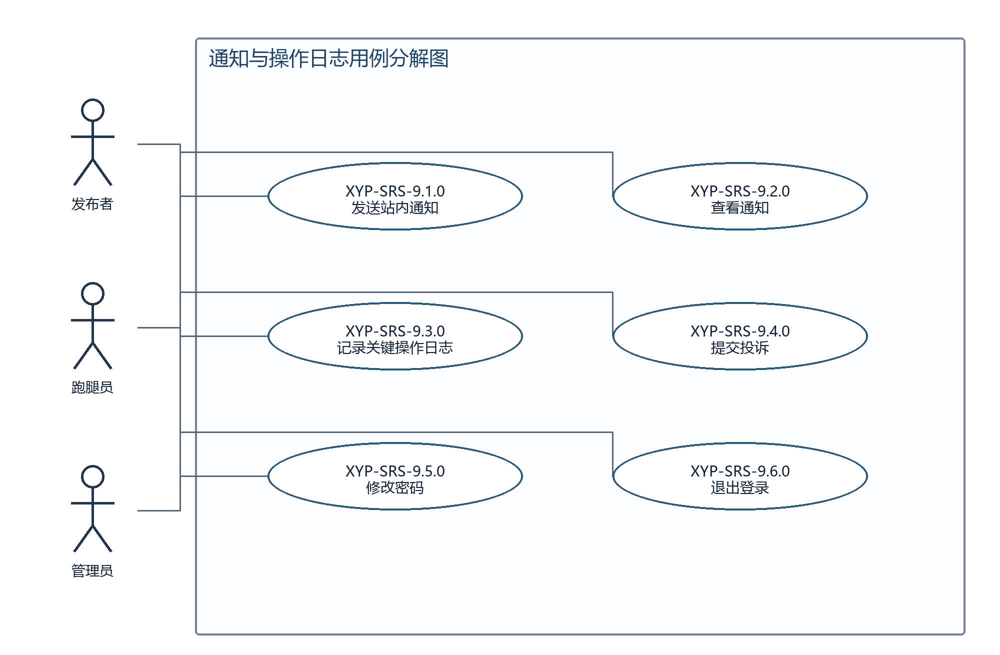 通知与操作日志用例分解图
发布者
XYP-SRS-9.1.0
发送站内通知
XYP-SRS-9.2.0
查看通知
跑腿员
XYP-SRS-9.3.0
记录关键操作日志
XYP-SRS-9.4.0
提交投诉
管理员
XYP-SRS-9.5.0
修改密码
XYP-SRS-9.6.0
退出登录